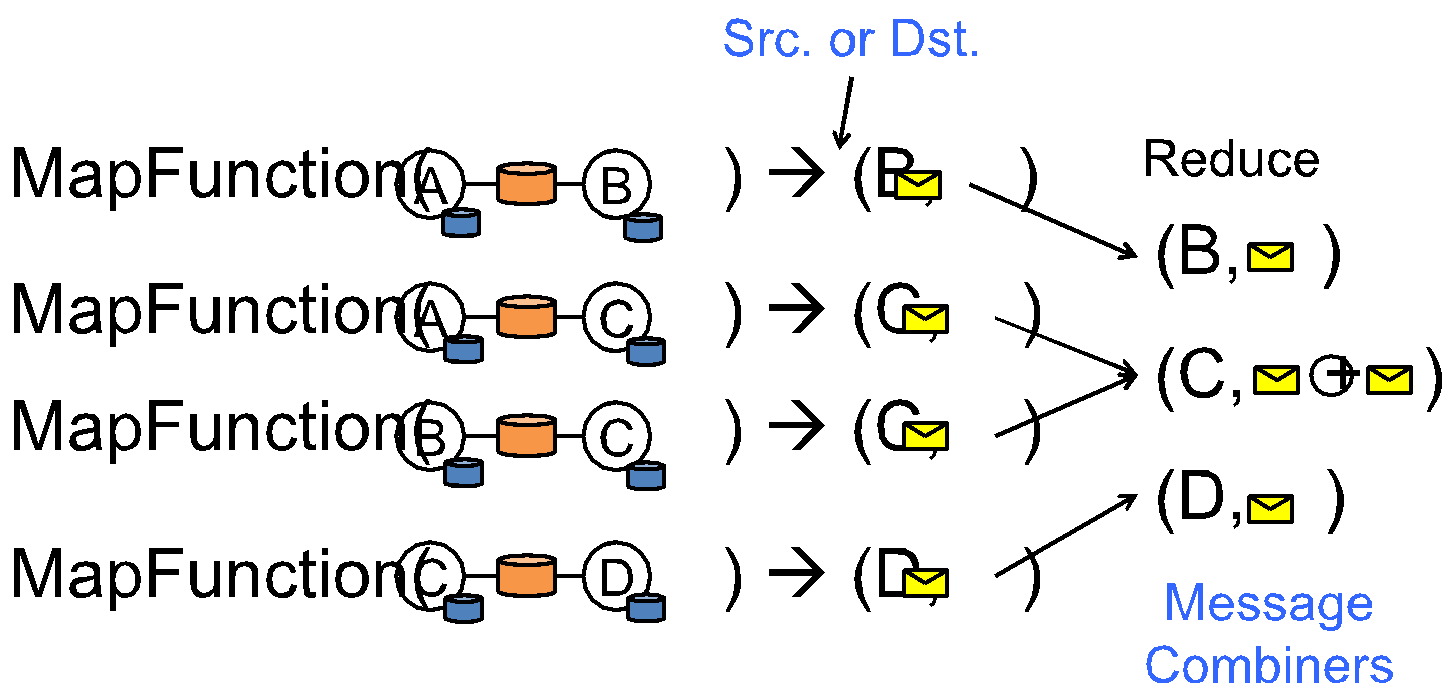 Src. or Dst.
MapFunction( A B ) → (B, )
Reduce
(B, )
MapFunction( A C ) → (C, )
(C, + )
MapFunction( B C ) → (C, )
(D, )
MapFunction( C D ) → (D, )
Message
Combiners